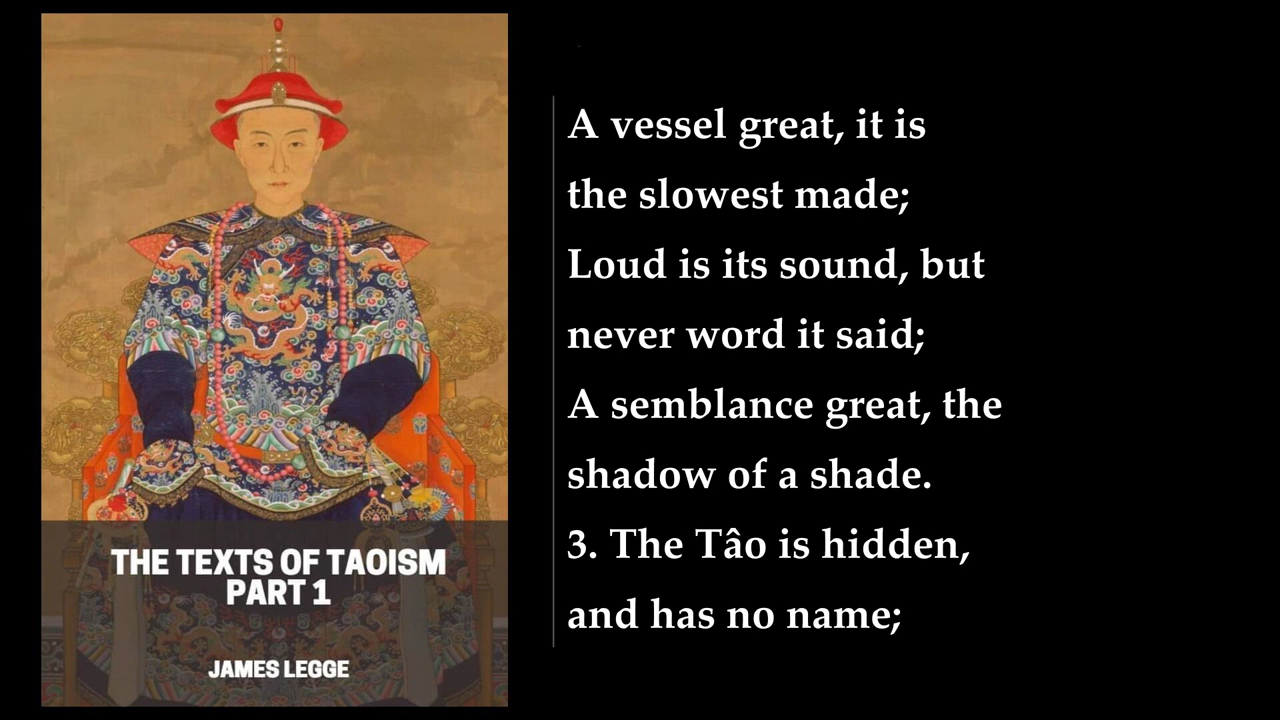 THE TEXTS OF TAOISM
PART 1
JAMES LEGGE
A vessel great, it is
the slowest made;
Loud is its sound, but
never word it said;
A semblance great, the
shadow of a shade.
3. The Tâo is hidden,
and has no name;